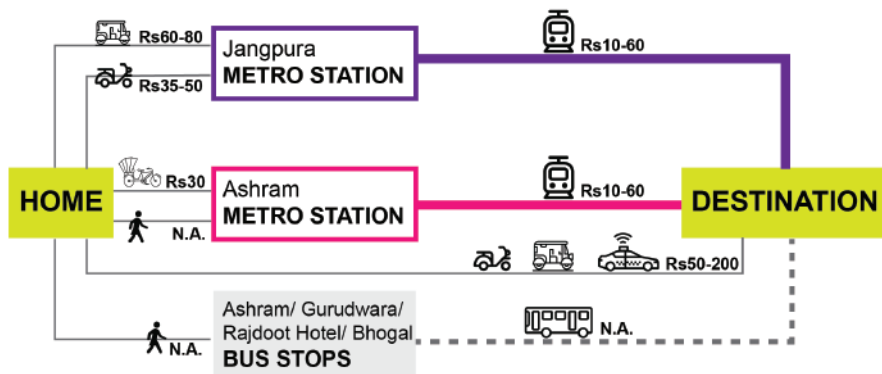 Rs60-80
Jangpura
METRO STATION
Rs10-60
Rs35-50
HOME
Rs30
Ashram
METRO STATION
N.A.
Rs10-60
DESTINATION
Rs50-200
Ashram/ Gurudwara/
Rajdoot Hotel/ Bhogal
BUS STOPS
N.A.
N.A.